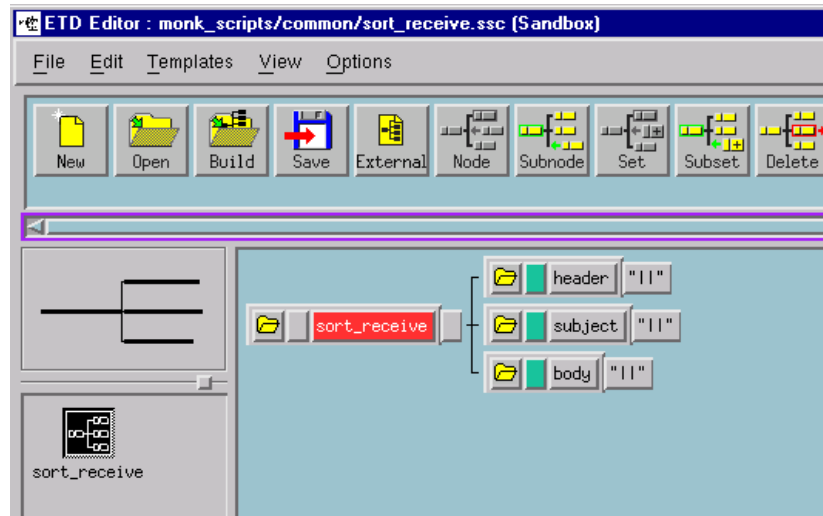 ETD Editor : monk_scripts/common/sort_receive.ssc (Sandbox)
File Edit Templates View Options
New Open Build Save External Node Subnode Set Subset Delete
header "||"
sort_receive subject "||"
body "||"
sort_receive